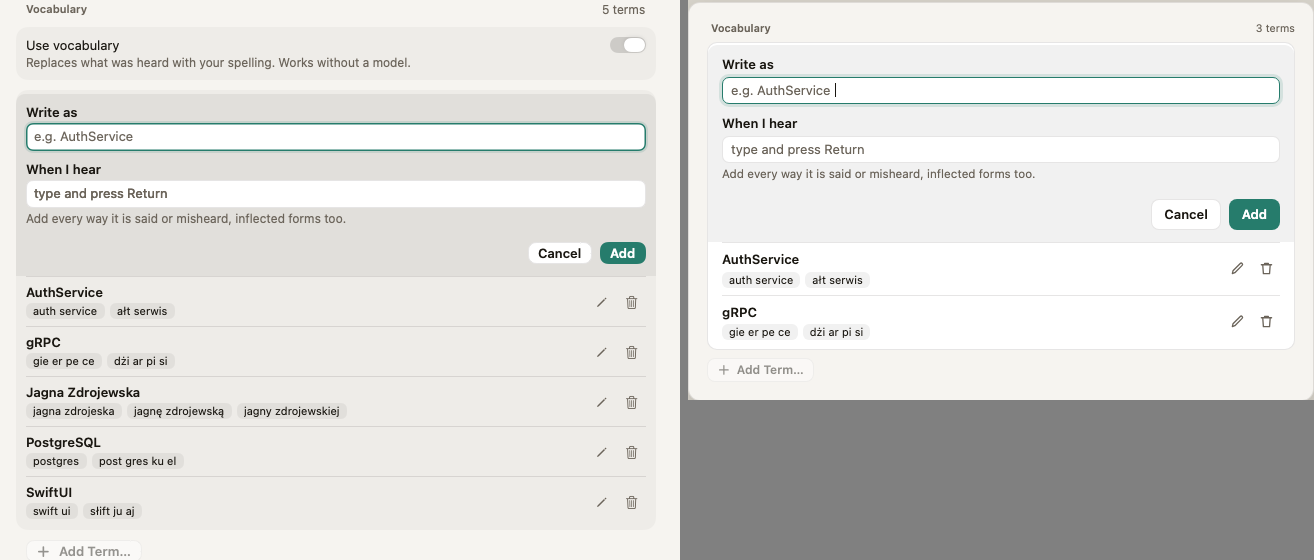 Vocabulary
5 terms
Use vocabulary
Replaces what was heard with your spelling. Works without a model.
Write as
e.g. AuthService
When I hear
type and press Return
Add every way it is said or misheard, inflected forms too.
Cancel
Add
AuthService
auth service
ałt serwis
gRPC
gie er pe ce
dżi ar pi si
Jagna Zdrojewska
jagna zdrojeska
jagnę zdrojewską
jagny zdrojewskiej
PostgreSQL
postgres
post gres ku el
SwiftUI
swift ui
słift ju aj
Add Term...
Vocabulary
3 terms
Write as
e.g. AuthService
When I hear
type and press Return
Add every way it is said or misheard, inflected forms too.
Cancel
Add
AuthService
auth service
ałt serwis
gRPC
gie er pe ce
dżi ar pi si
Add Term...